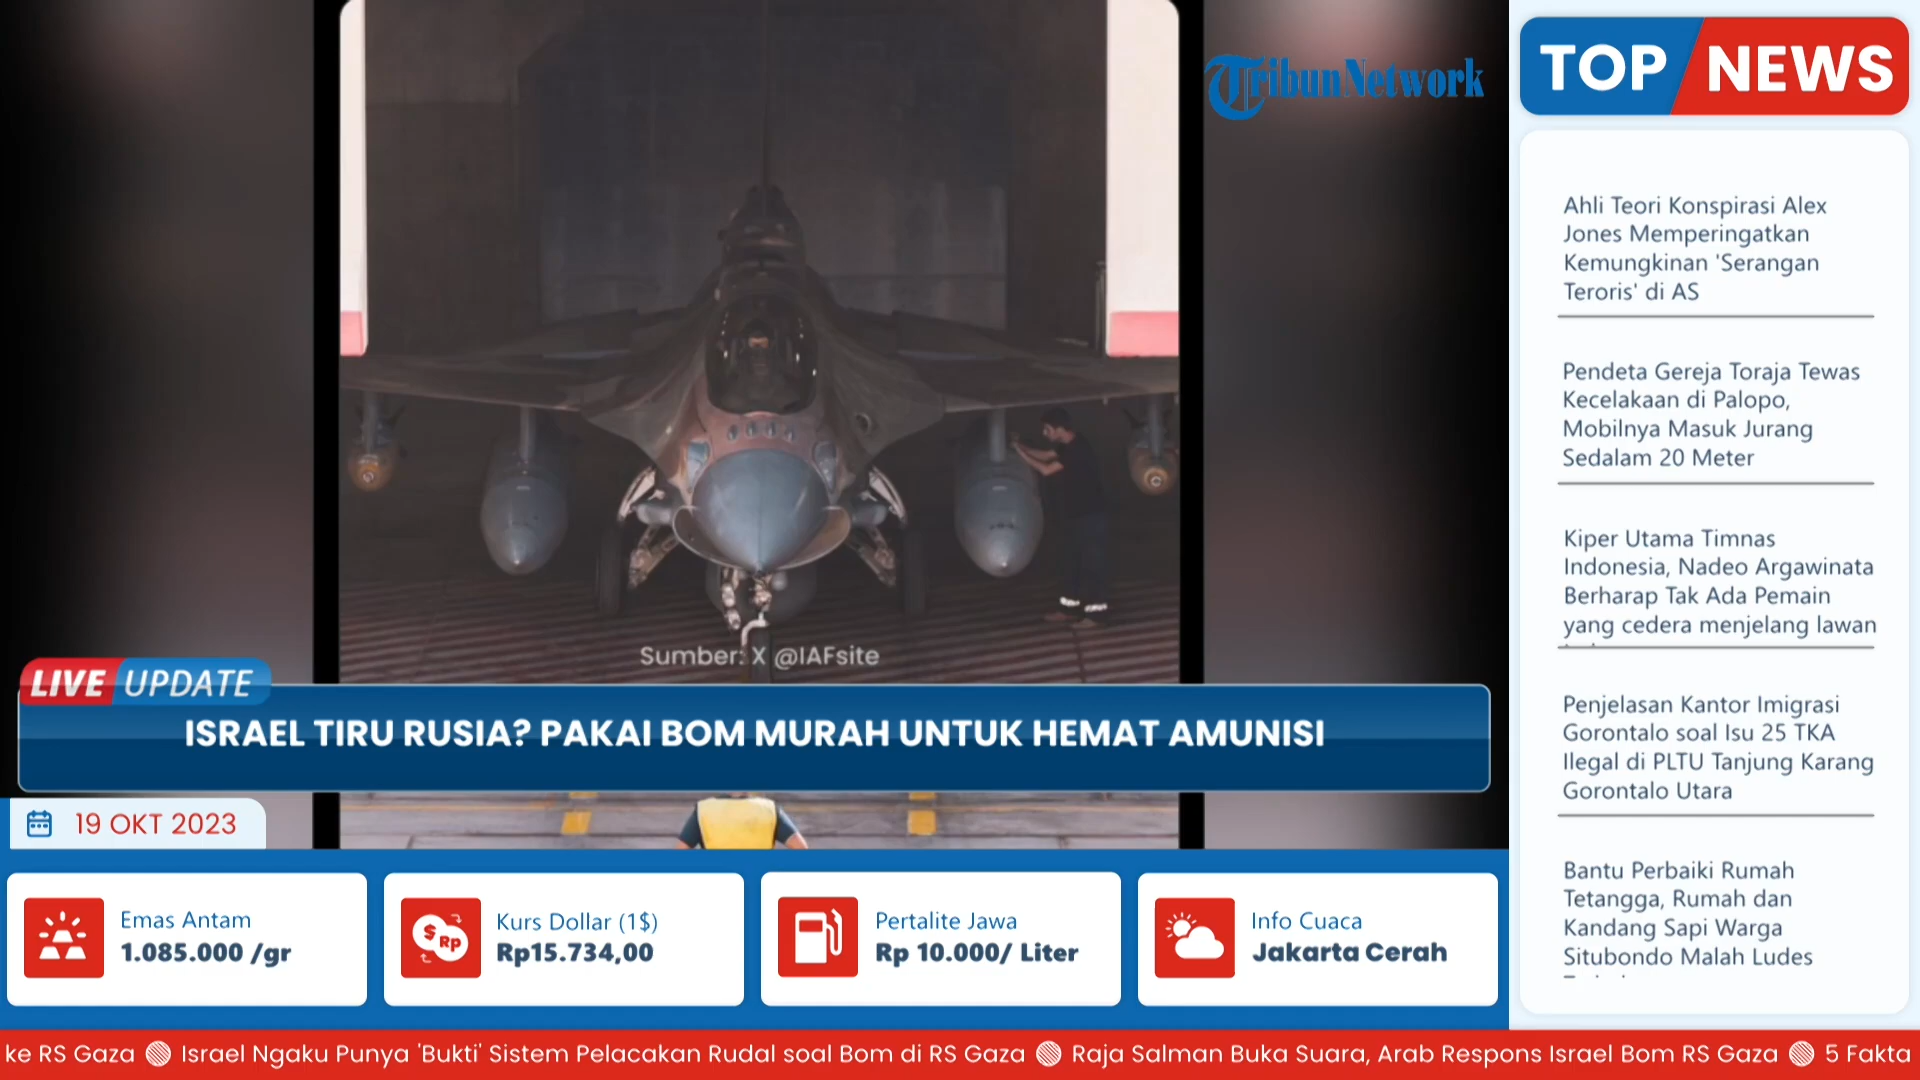 TribunNetwork
Sumber: X @IAFsite
LIVE UPDATE
ISRAEL TIRU RUSIA? PAKAI BOM MURAH UNTUK HEMAT AMUNISI
19 OKT 2023
Emas Antam
1.085.000 /gr
Kurs Dollar (1$)
Rp15.734,00
Pertalite Jawa
Rp 10.000/ Liter
Info Cuaca
Jakarta Cerah
TOP NEWS
Ahli Teori Konspirasi Alex
Jones Memperingatkan
Kemungkinan 'Serangan
Teroris' di AS
Pendeta Gereja Toraja Tewas
Kecelakaan di Palopo,
Mobilnya Masuk Jurang
Sedalam 20 Meter
Kiper Utama Timnas
Indonesia, Nadeo Argawinata
Berharap Tak Ada Pemain
yang cedera menjelang lawan
Penjelasan Kantor Imigrasi
Gorontalo soal Isu 25 TKA
Ilegal di PLTU Tanjung Karang
Gorontalo Utara
Bantu Perbaiki Rumah
Tetangga, Rumah dan
Kandang Sapi Warga
Situbondo Malah Ludes
ke RS Gaza Israel Ngaku Punya 'Bukti' Sistem Pelacakan Rudal soal Bom di RS Gaza Raja Salman Buka Suara, Arab Respons Israel Bom RS Gaza 5 Fakta